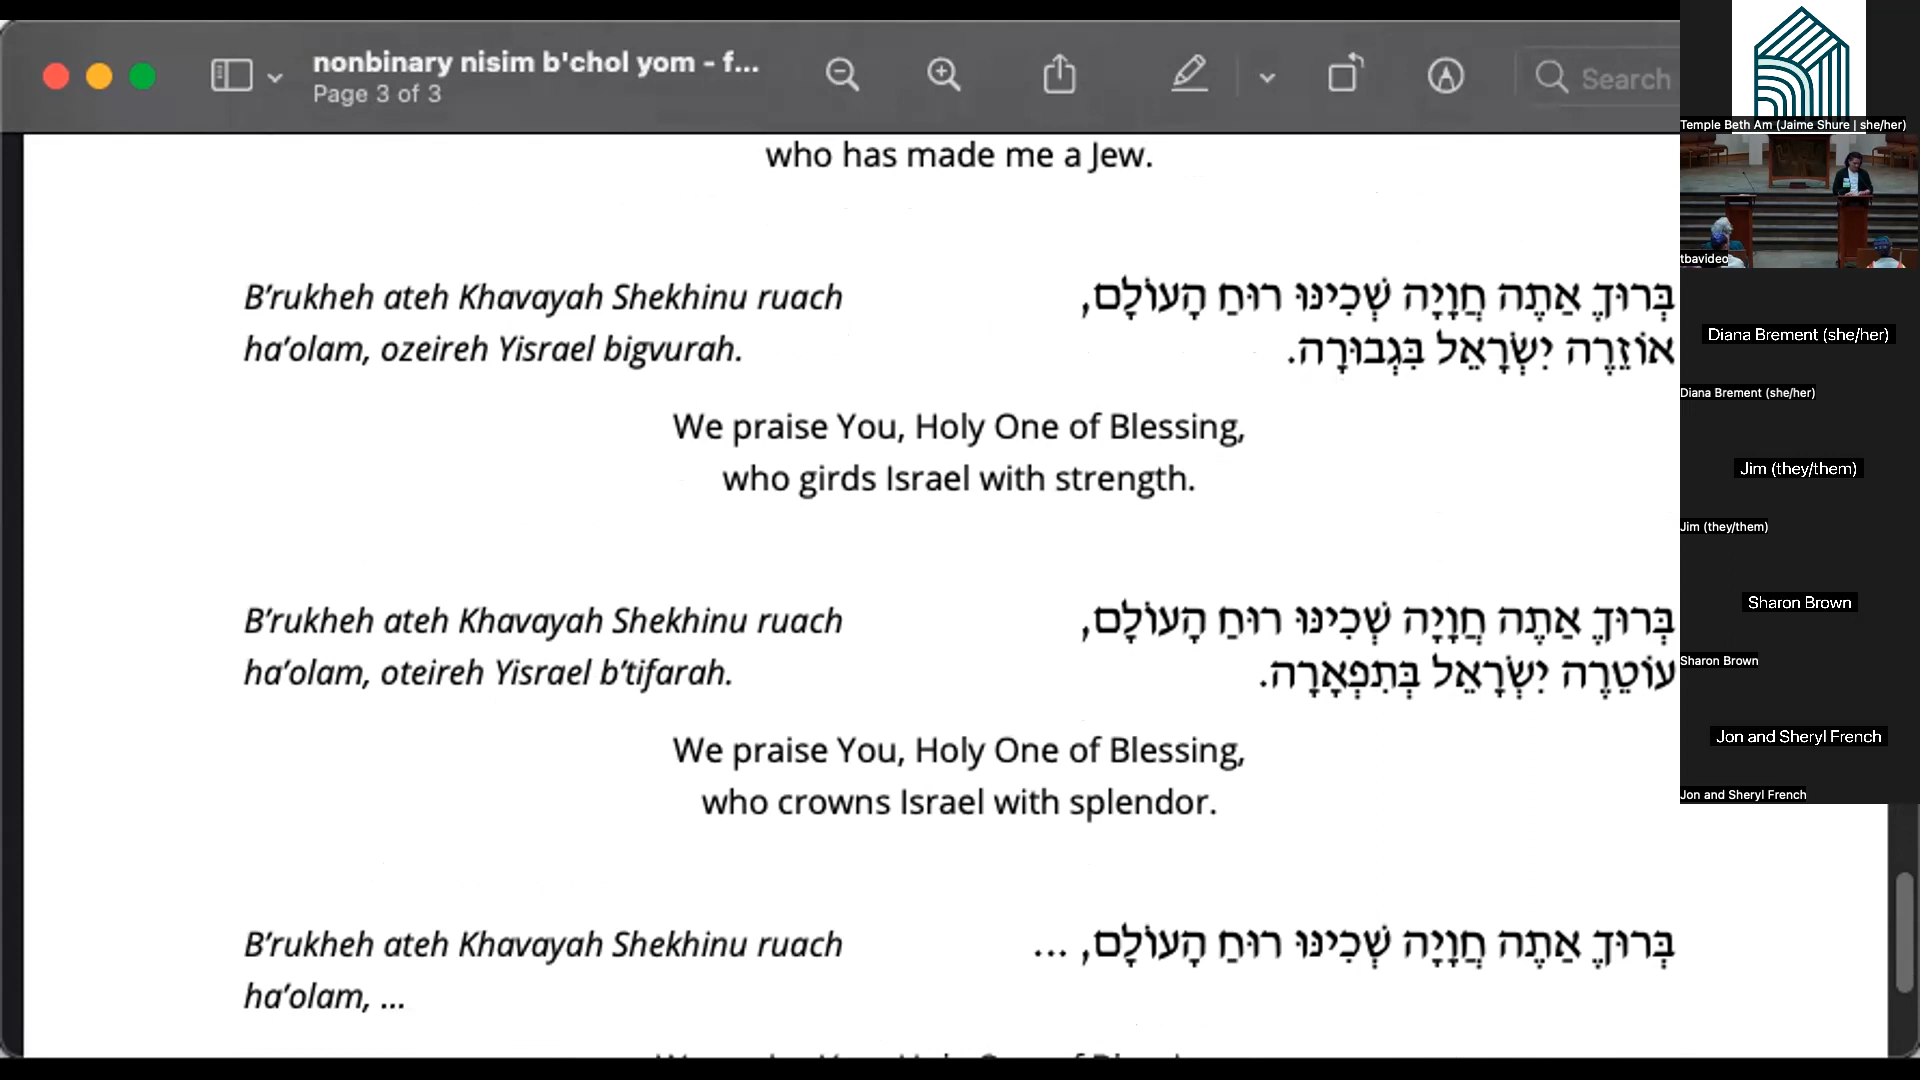 nonbinary nisim b'chol yom - f...
Page 3 of 3
Search
who has made me a Jew.
B'rukheh ateh Khavayah Shekhinu ruach
ha'olam, ozeireh Yisrael bigvurah.
בְּרוּךֶ אַתֶה חֲוָיָה שְׁכִינּוּ רוּחַ הָעוֹלָם,
אוֹזֵרֶה יִשְׂרָאֵל בִּגְבוּרָה.
We praise You, Holy One of Blessing,
who girds Israel with strength.
B'rukheh ateh Khavayah Shekhinu ruach
ha'olam, oteireh Yisrael b'tifarah.
בְּרוּךֶ אַתֶה חֲוָיָה שְׁכִינּוּ רוּחַ הָעוֹלָם,
עוֹטֵרֶה יִשְׂרָאֵל בְּתִפְאָרָה.
We praise You, Holy One of Blessing,
who crowns Israel with splendor.
B'rukheh ateh Khavayah Shekhinu ruach
ha'olam, ...
בְּרוּךֶ אַתֶה חֲוָיָה שְׁכִינּוּ רוּחַ הָעוֹלָם, ...
Temple Beth Am (Jaime Shure | she/her)
tbavideo
Diana Brement (she/her)
Diana Brement (she/her)
Jim (they/them)
Jim (they/them)
Sharon Brown
Sharon Brown
Jon and Sheryl French
Jon and Sheryl French